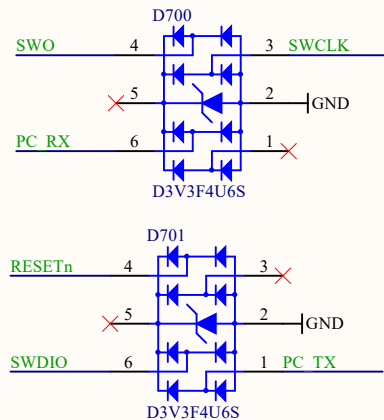 D700
SWO 4 3 SWCLK
5 2 GND
PC_RX 6 1
D3V3F4U6S
D701
RESETn 4 3
5 2 GND
SWDIO 6 1 PC_TX
D3V3F4U6S